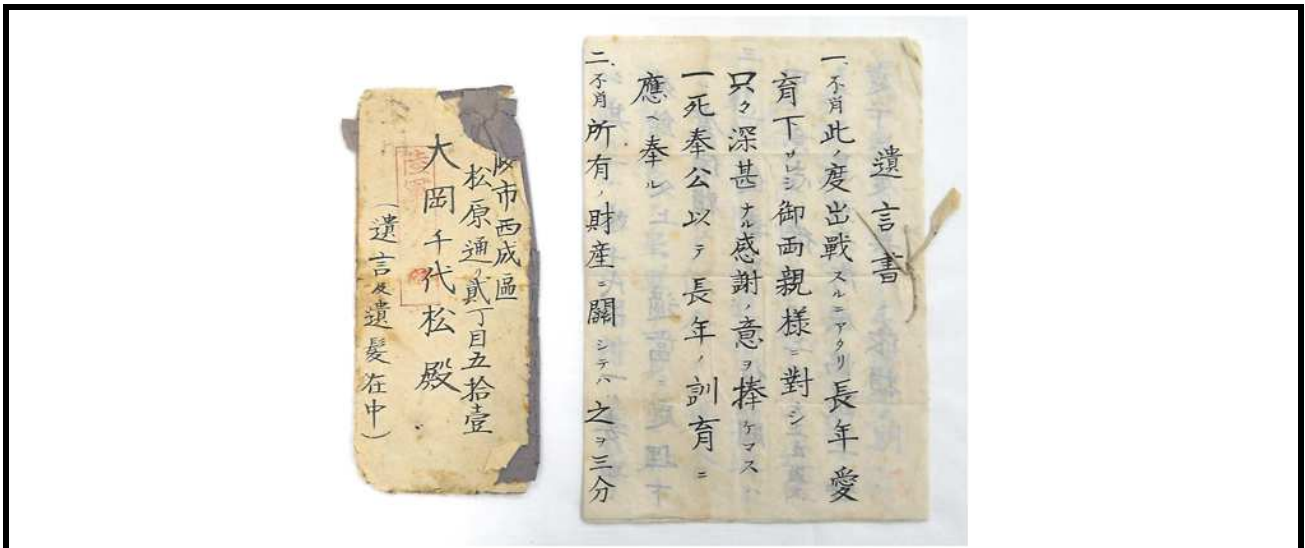 遺言書
一、不肖此ノ度出戰スルニアタリ長年愛
育下サレシ御両親様ニ對シ
只々深甚ナル感謝ノ意ヲ捧ケマス
一死奉公以テ長年ノ訓育ニ
應ヘ奉ル
二、不肖所有ノ財産ニ關シテハ之ヲ三分
市西成區
松原通ノ貳丁目五拾壹
大岡千代松殿
(遺言及遺髪在中)